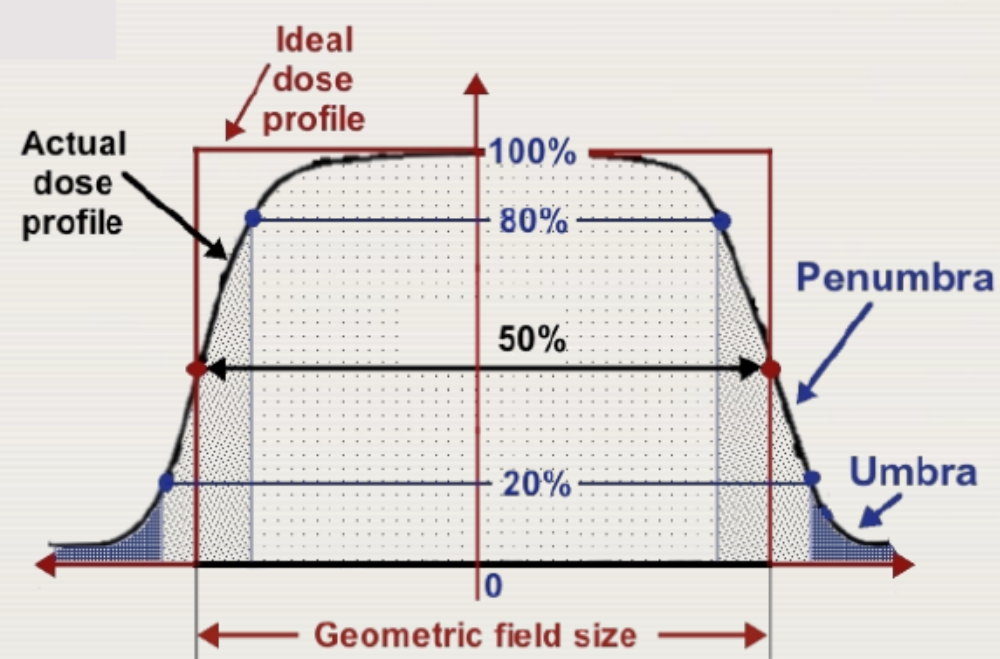 Ideal
dose
profile
Actual
dose
profile
100%
80%
Penumbra
50%
Umbra
20%
0
Geometric field size